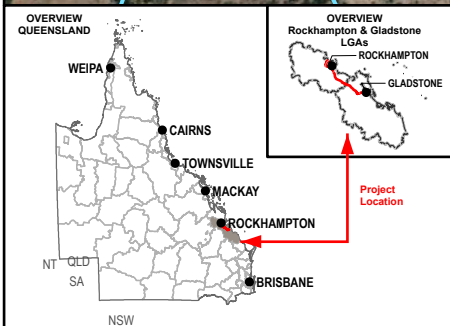 OVERVIEW
QUEENSLAND
WEIPA
CAIRNS
TOWNSVILLE
MACKAY
ROCKHAMPTON
BRISBANE
NT
QLD
SA
NSW
OVERVIEW
Rockhampton & Gladstone
LGAs
ROCKHAMPTON
GLADSTONE
Project
Location